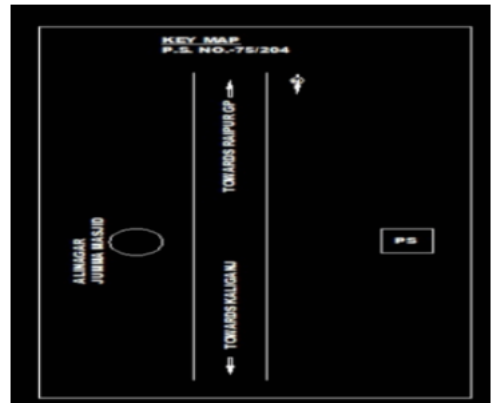 KEY MAP
P.S. NO.-75/204
TOWARDS RAIPUR GP
ALINAGAR
JUMMA MASJID
PS
TOWARDS KALIGANJ